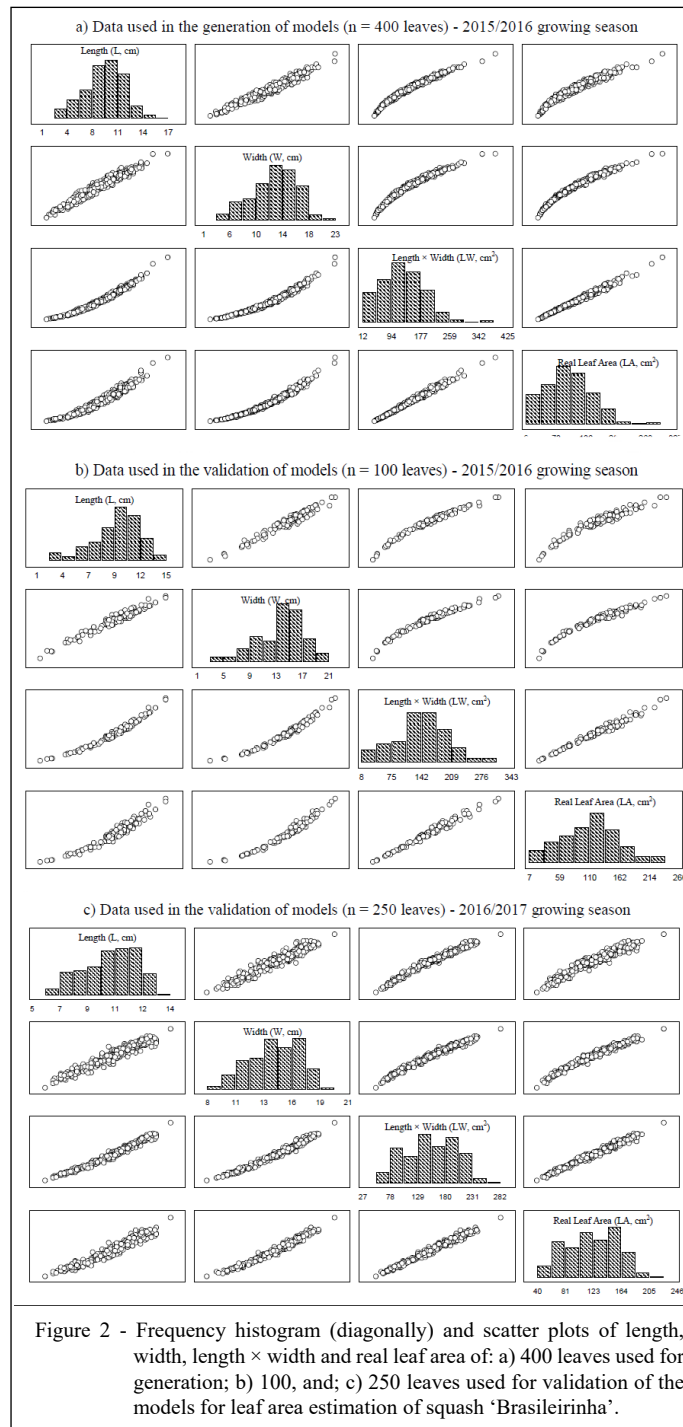 a) Data used in the generation of models (n = 400 leaves) - 2015/2016 growing season
Length (L, cm)
1 4 8 11 14 17
Width (W, cm)
1 6 10 14 18 23
Length × Width (LW, cm²)
12 94 177 259 342 425
Real Leaf Area (LA, cm²)
b) Data used in the validation of models (n = 100 leaves) - 2015/2016 growing season
Length (L, cm)
1 4 7 9 12 15
Width (W, cm)
1 5 9 13 17 21
Length × Width (LW, cm²)
8 75 142 209 276 343
Real Leaf Area (LA, cm²)
7 59 110 162 214 266
c) Data used in the validation of models (n = 250 leaves) - 2016/2017 growing season
Length (L, cm)
5 7 9 11 12 14
Width (W, cm)
8 11 13 16 19 21
Length × Width (LW, cm²)
27 78 129 180 231 282
Real Leaf Area (LA, cm²)
40 81 123 164 205 246
Figure 2 - Frequency histogram (diagonally) and scatter plots of length,
width, length × width and real leaf area of: a) 400 leaves used for
generation; b) 100, and; c) 250 leaves used for validation of the
models for leaf area estimation of squash ‘Brasileirinha’.